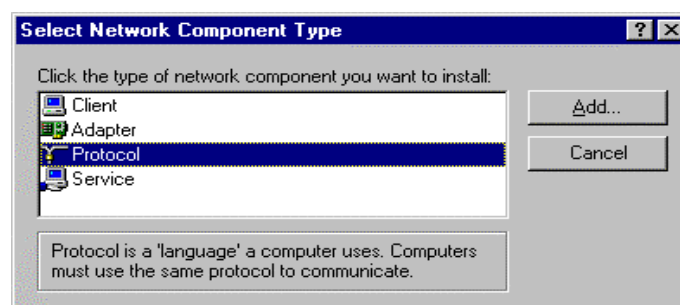 Select Network Component Type
Click the type of network component you want to install:
Client
Adapter
Protocol
Service
Add...
Cancel
Protocol is a 'language' a computer uses. Computers
must use the same protocol to communicate.